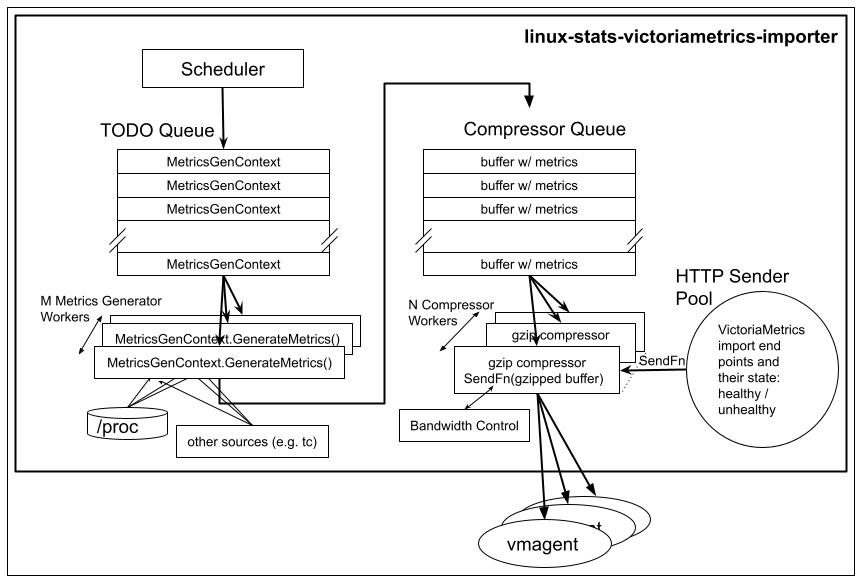 linux-stats-victoriametrics-importer
Scheduler
TODO Queue
MetricsGenContext
MetricsGenContext
MetricsGenContext
MetricsGenContext
M Metrics Generator
Workers
MetricsGenContext.GenerateMetrics()
MetricsGenContext.GenerateMetrics()
/proc
other sources (e.g. tc)
Compressor Queue
buffer w/ metrics
buffer w/ metrics
buffer w/ metrics
buffer w/ metrics
N Compressor
Workers
gzip compressor
gzip compressor
SendFn(gzipped buffer)
Bandwidth Control
SendFn
HTTP Sender
Pool
VictoriaMetrics
import end
points and
their state:
healthy /
unhealthy
vmagent